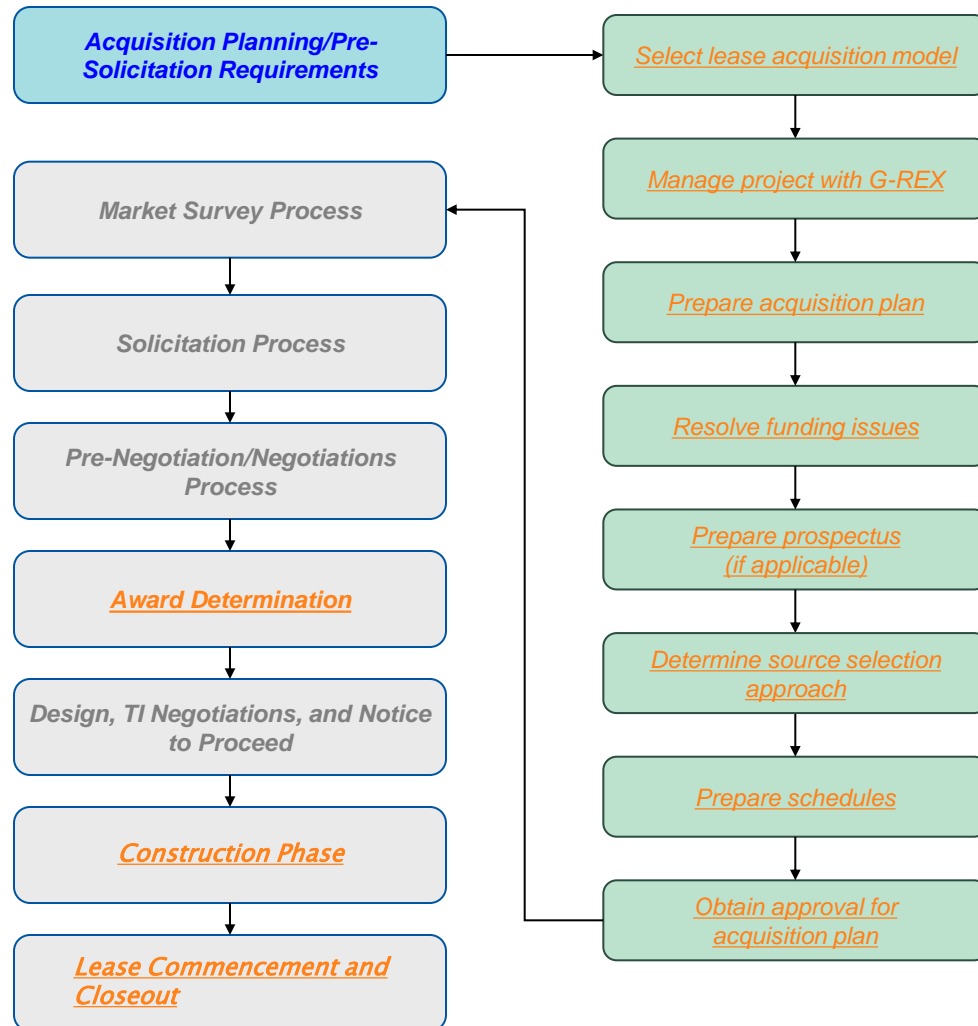 Acquisition Planning/Pre-
Solicitation Requirements
Select lease acquisition model
Manage project with G-REX
Prepare acquisition plan
Resolve funding issues
Prepare prospectus
(if applicable)
Determine source selection
approach
Prepare schedules
Obtain approval for
acquisition plan
Market Survey Process
Solicitation Process
Pre-Negotiation/Negotiations
Process
Award Determination
Design, TI Negotiations, and Notice
to Proceed
Construction Phase
Lease Commencement and
Closeout